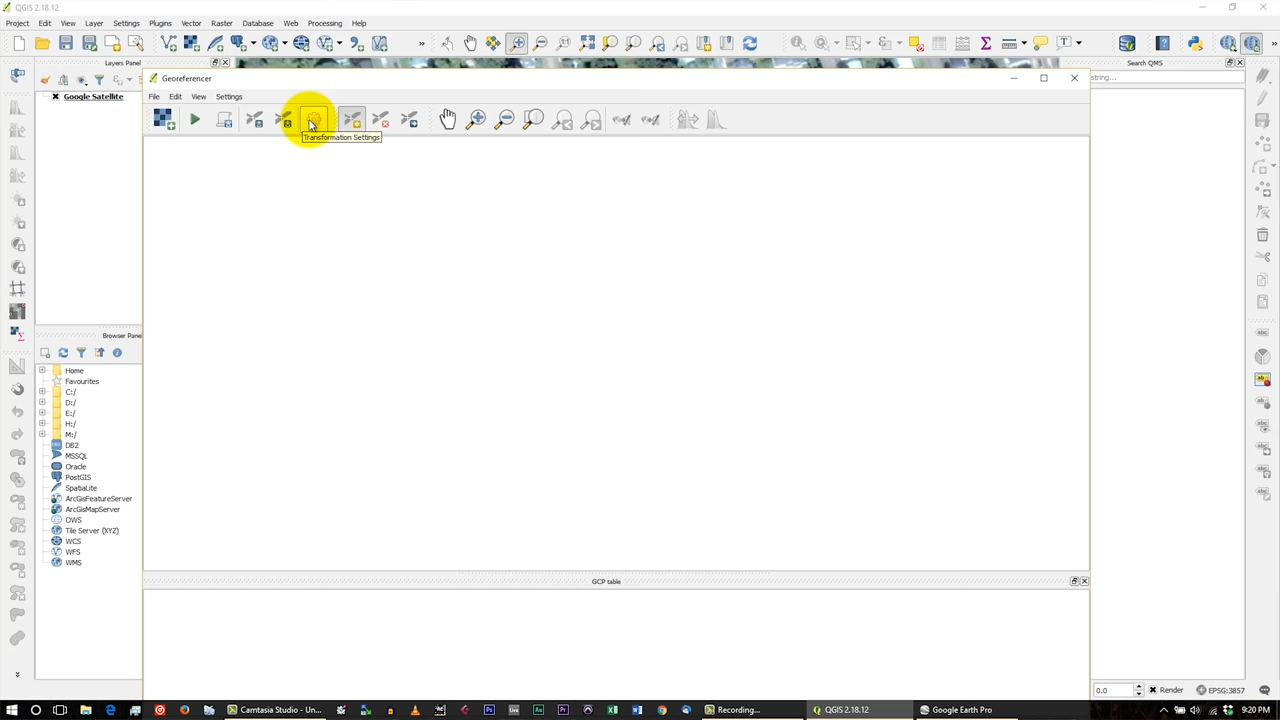 QGIS 2.18.12
Project Edit View Layer Settings Plugins Vector Raster Database Web Processing Help
Layers Panel
Search QMS
Georeferencer
string...
File Edit View Settings
Google Satellite
Transformation Settings
Browser Panel
Home
Favourites
C:/
D:/
E:/
H:/
M:/
DB2
MSSQL
Oracle
PostGIS
SpatiaLite
ArcGisFeatureServer
ArcGisMapServer
OWS
Tile Server (XYZ)
WCS
WFS
WMS
GCP table
0.0 Render EPSG:3857
Camtasia Studio - Un... Recording... QGIS 2.18.12 Google Earth Pro 9:20 PM